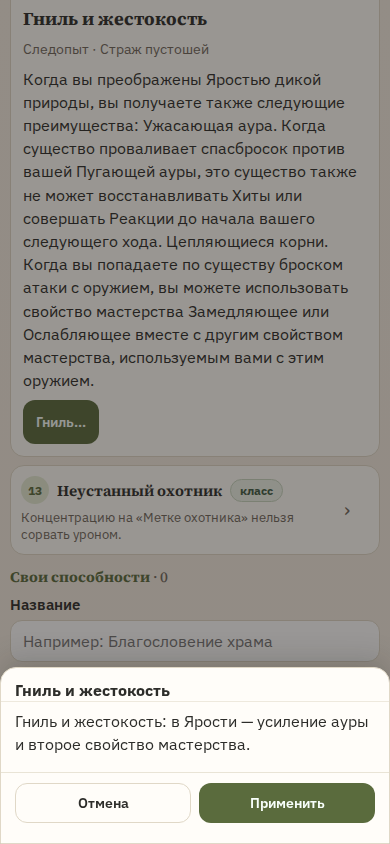 Гниль и жестокость
Следопыт · Страж пустошей
Когда вы преображены Яростью дикой
природы, вы получаете также следующие
преимущества: Ужасающая аура. Когда
существо проваливает спасбросок против
вашей Пугающей ауры, это существо также
не может восстанавливать Хиты или
совершать Реакции до начала вашего
следующего хода. Цепляющиеся корни.
Когда вы попадаете по существу броском
атаки с оружием, вы можете использовать
свойство мастерства Замедляющее или
Ослабляющее вместе с другим свойством
мастерства, используемым вами с этим
оружием.
Гниль...
13 Неустанный охотник класс
Концентрацию на «Метке охотника» нельзя
сорвать уроном.
›
Свои способности · 0
Название
Например: Благословение храма
Гниль и жестокость
Гниль и жестокость: в Ярости — усиление ауры
и второе свойство мастерства.
Отмена Применить